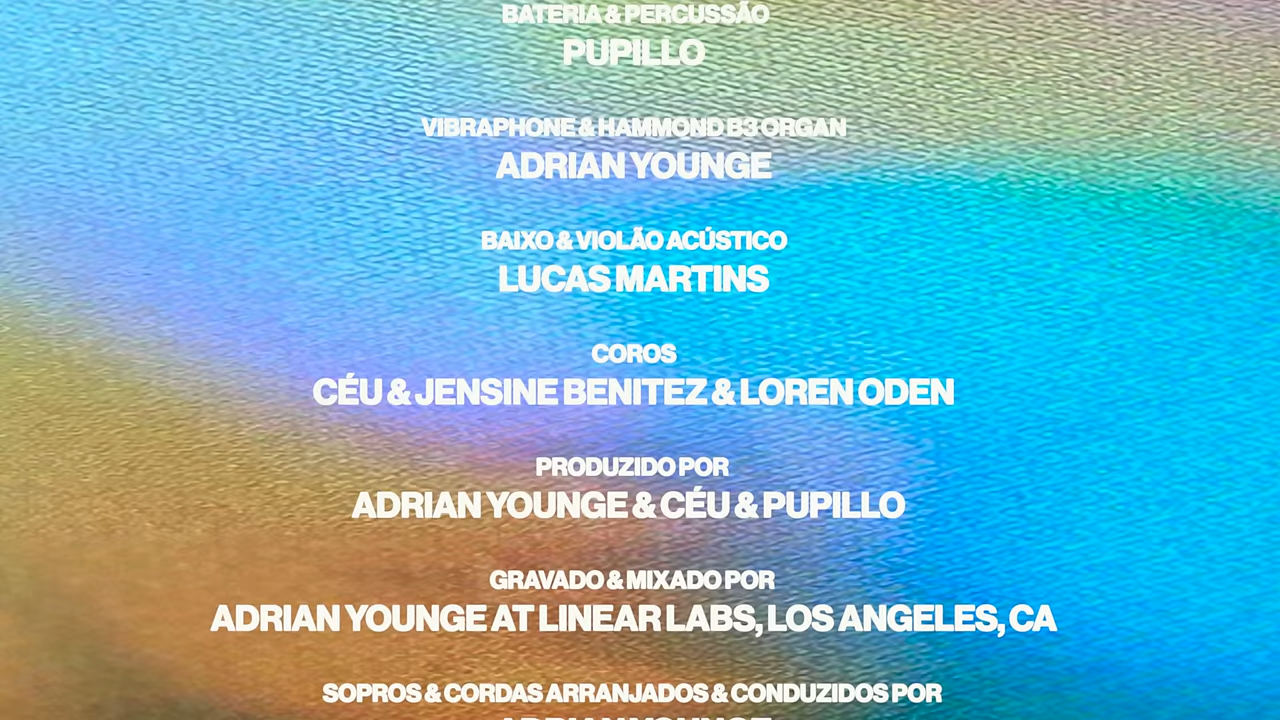 BATERIA & PERCUSSÃO
PUPILLO
VIBRAPHONE & HAMMOND B3 ORGAN
ADRIAN YOUNGE
BAIXO & VIOLÃO ACÚSTICO
LUCAS MARTINS
COROS
CÉU & JENSINE BENITEZ & LOREN ODEN
PRODUZIDO POR
ADRIAN YOUNGE & CÉU & PUPILLO
GRAVADO & MIXADO POR
ADRIAN YOUNGE AT LINEAR LABS, LOS ANGELES, CA
SOPROS & CORDAS ARRANJADOS & CONDUZIDOS POR
ADRIAN YOUNGE